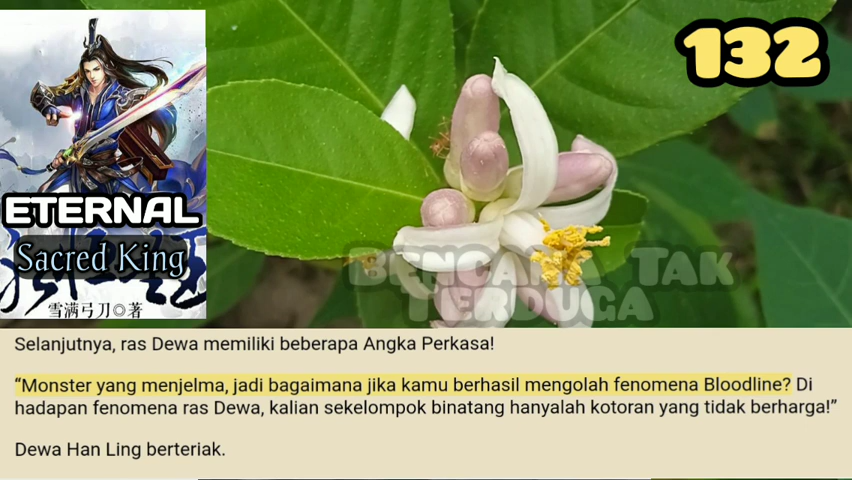 132
ETERNAL
Sacred King
雪满弓刀◎著
BENCANA TAK
TERDUGA
Selanjutnya, ras Dewa memiliki beberapa Angka Perkasa!
“Monster yang menjelma, jadi bagaimana jika kamu berhasil mengolah fenomena Bloodline? Di
hadapan fenomena ras Dewa, kalian sekelompok binatang hanyalah kotoran yang tidak berharga!”
Dewa Han Ling berteriak.